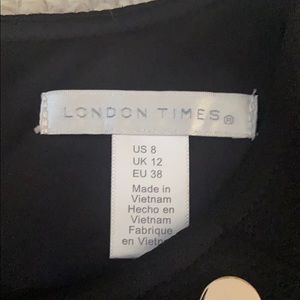 LONDON TIMES®
US 8
UK 12
EU 38
Made in
Vietnam
Hecho en
Vietnam
Fabrique
en